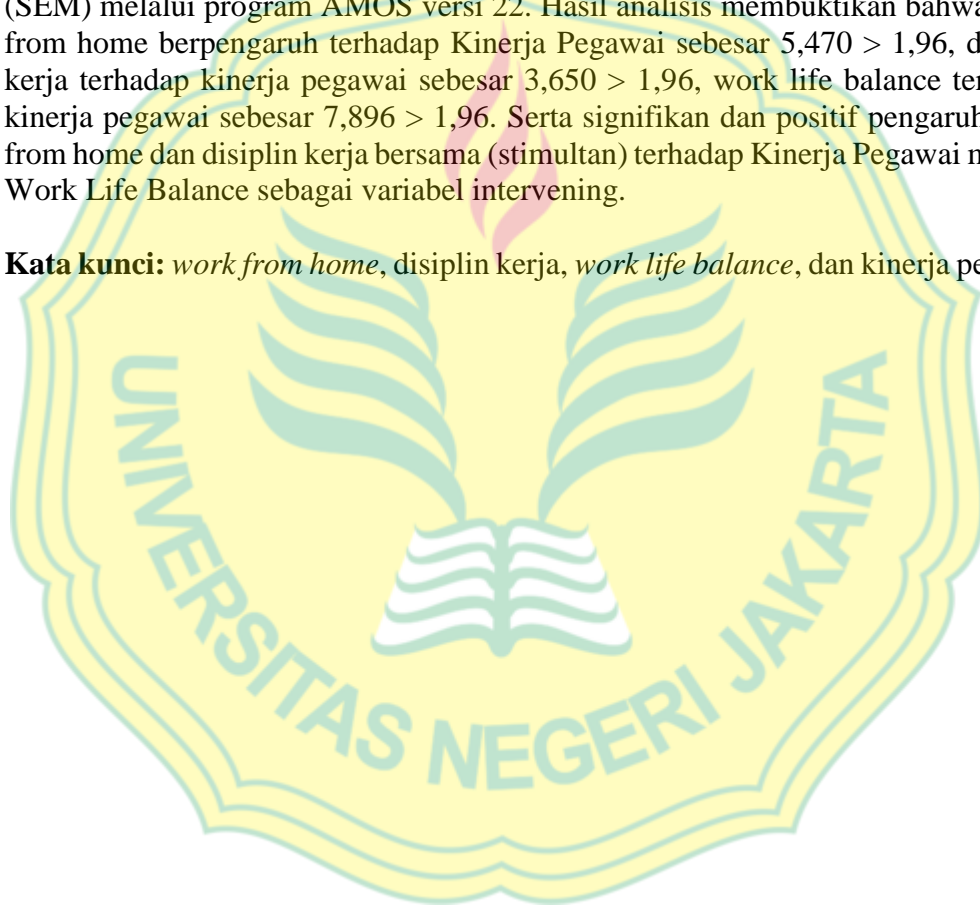 (SEM) melalui program AMOS versi 22. Hasil analisis membuktikan bahwa
from home berpengaruh terhadap Kinerja Pegawai sebesar 5,470 > 1,96, d
kerja terhadap kinerja pegawai sebesar 3,650 > 1,96, work life balance ter
kinerja pegawai sebesar 7,896 > 1,96. Serta signifikan dan positif pengaruh
from home dan disiplin kerja bersama (stimultan) terhadap Kinerja Pegawai m
Work Life Balance sebagai variabel intervening.
Kata kunci: work from home, disiplin kerja, work life balance, dan kinerja pe
UNIVERSITAS NEGERI JAKARTA